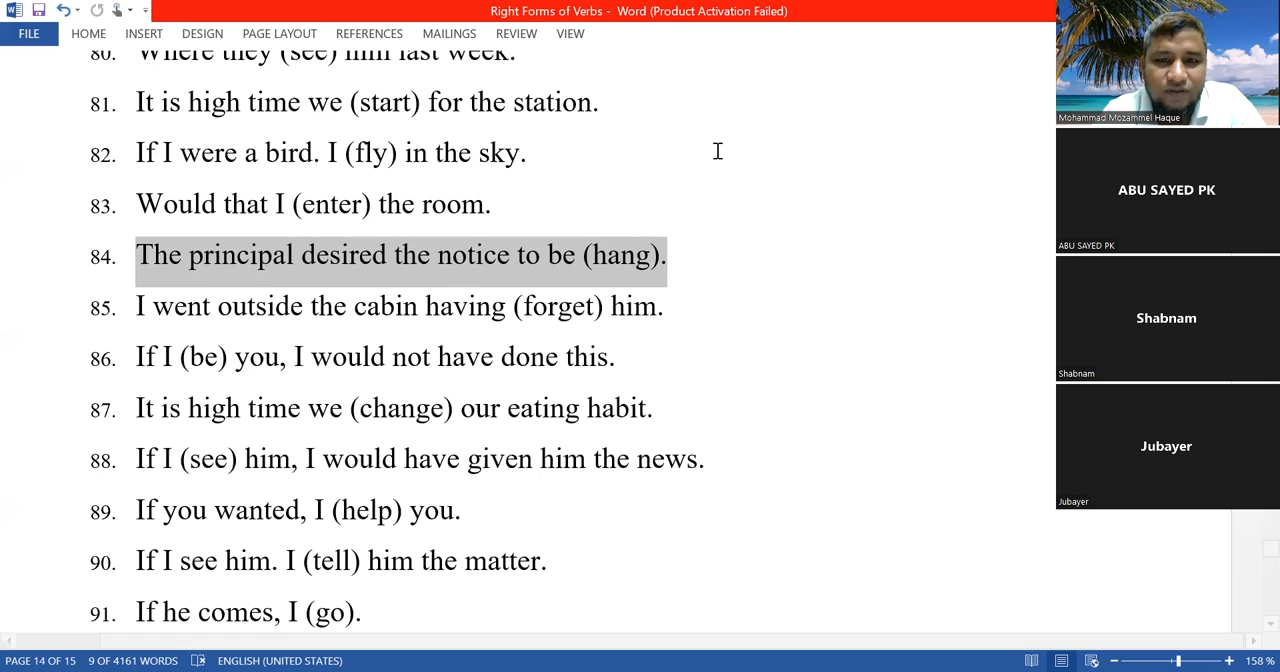 Right Forms of Verbs - Word (Product Activation Failed)
FILE HOME INSERT DESIGN PAGE LAYOUT REFERENCES MAILINGS REVIEW VIEW
80. Where they (see) him last week.
81. It is high time we (start) for the station.
82. If I were a bird. I (fly) in the sky.
83. Would that I (enter) the room.
84. The principal desired the notice to be (hang).
85. I went outside the cabin having (forget) him.
86. If I (be) you, I would not have done this.
87. It is high time we (change) our eating habit.
88. If I (see) him, I would have given him the news.
89. If you wanted, I (help) you.
90. If I see him. I (tell) him the matter.
91. If he comes, I (go).
Mohammad Mozammel Haque
ABU SAYED PK
ABU SAYED PK
Shabnam
Shabnam
Jubayer
Jubayer
PAGE 14 OF 15 9 OF 4161 WORDS ENGLISH (UNITED STATES) 158 %